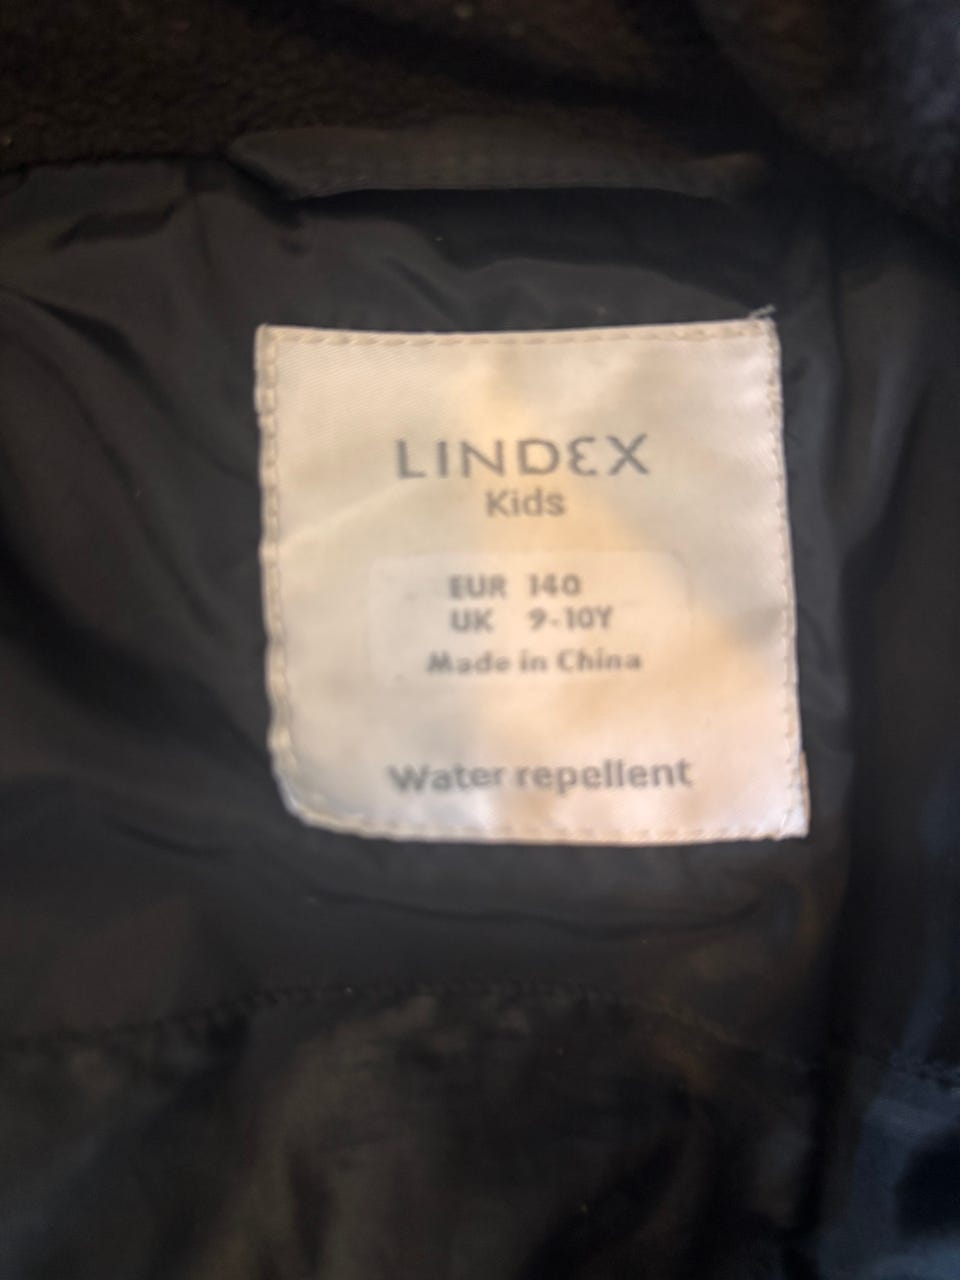 LINDEX
Kids
EUR 140
UK 9-10Y
Made in China
Water repellent